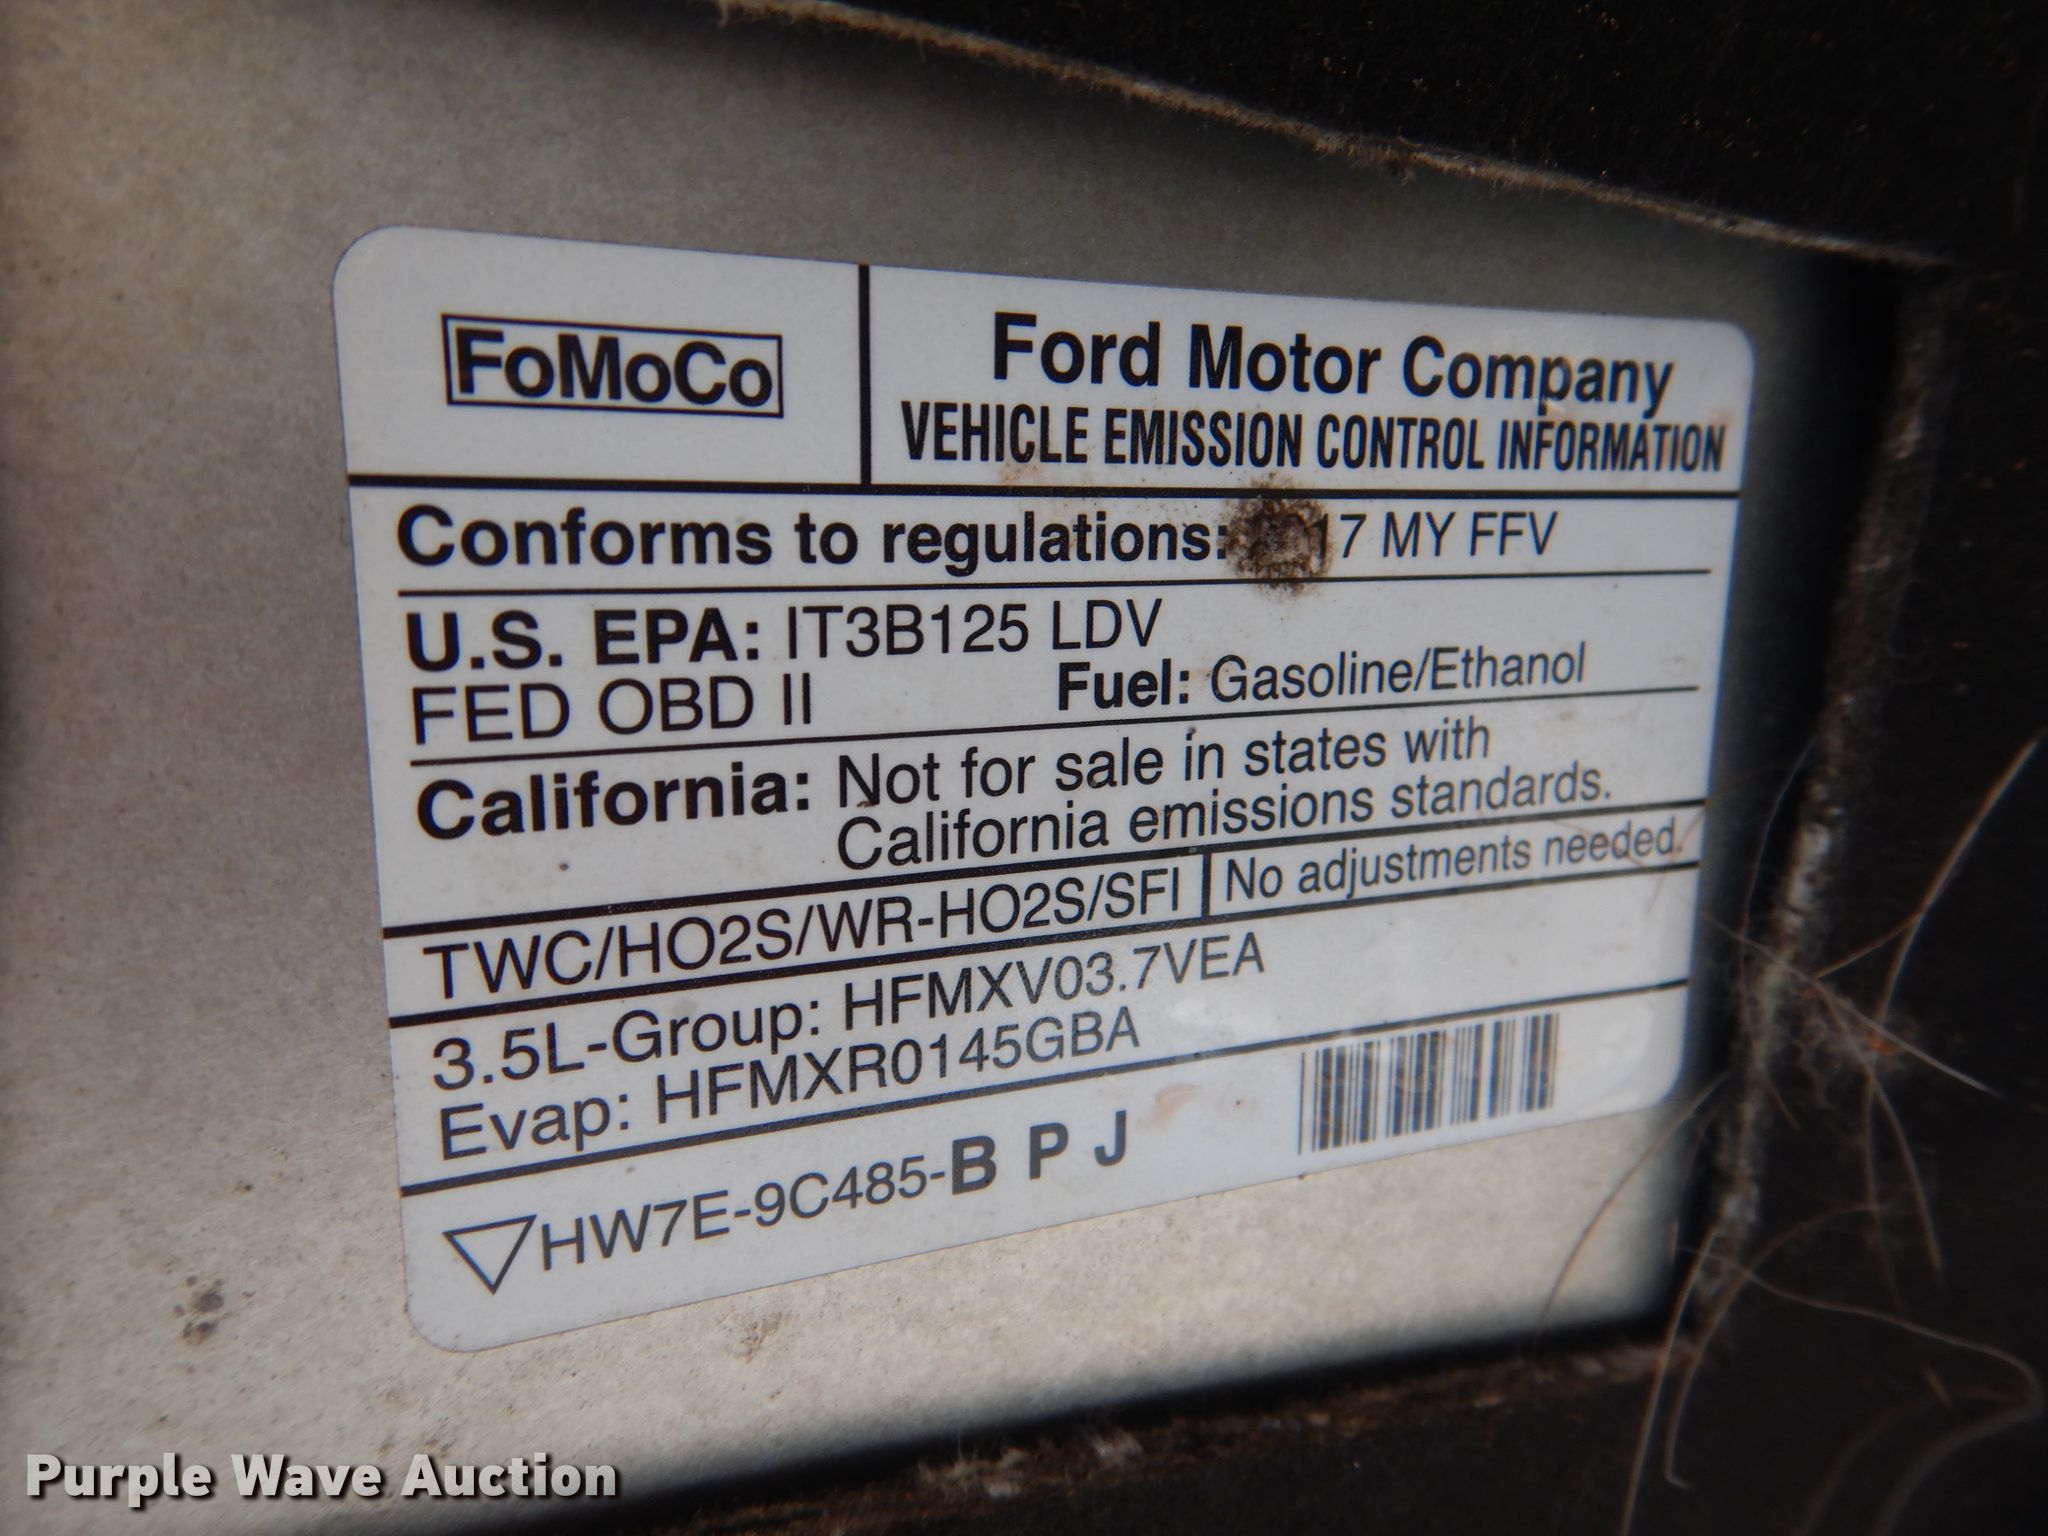 FoMoCo
Ford Motor Company
VEHICLE EMISSION CONTROL INFORMATION
Conforms to regulations: 2017 MY FFV
U.S. EPA: IT3B125 LDV
FED OBD II Fuel: Gasoline/Ethanol
California: Not for sale in states with
California emissions standards.
TWC/HO2S/WR-HO2S/SFI No adjustments needed.
3.5L-Group: HFMXV03.7VEA
Evap: HFMXR0145GBA
HW7E-9C485-B P J
Purple Wave Auction